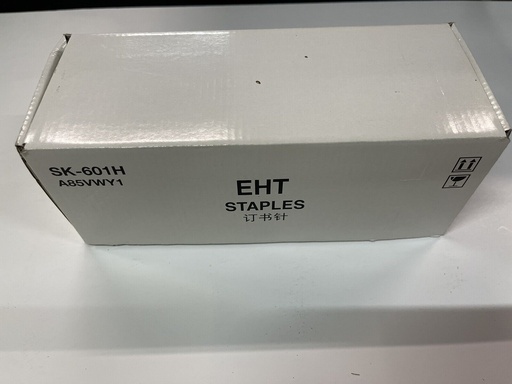 SK-601H
A85VWY1
EHT
STAPLES
订书针